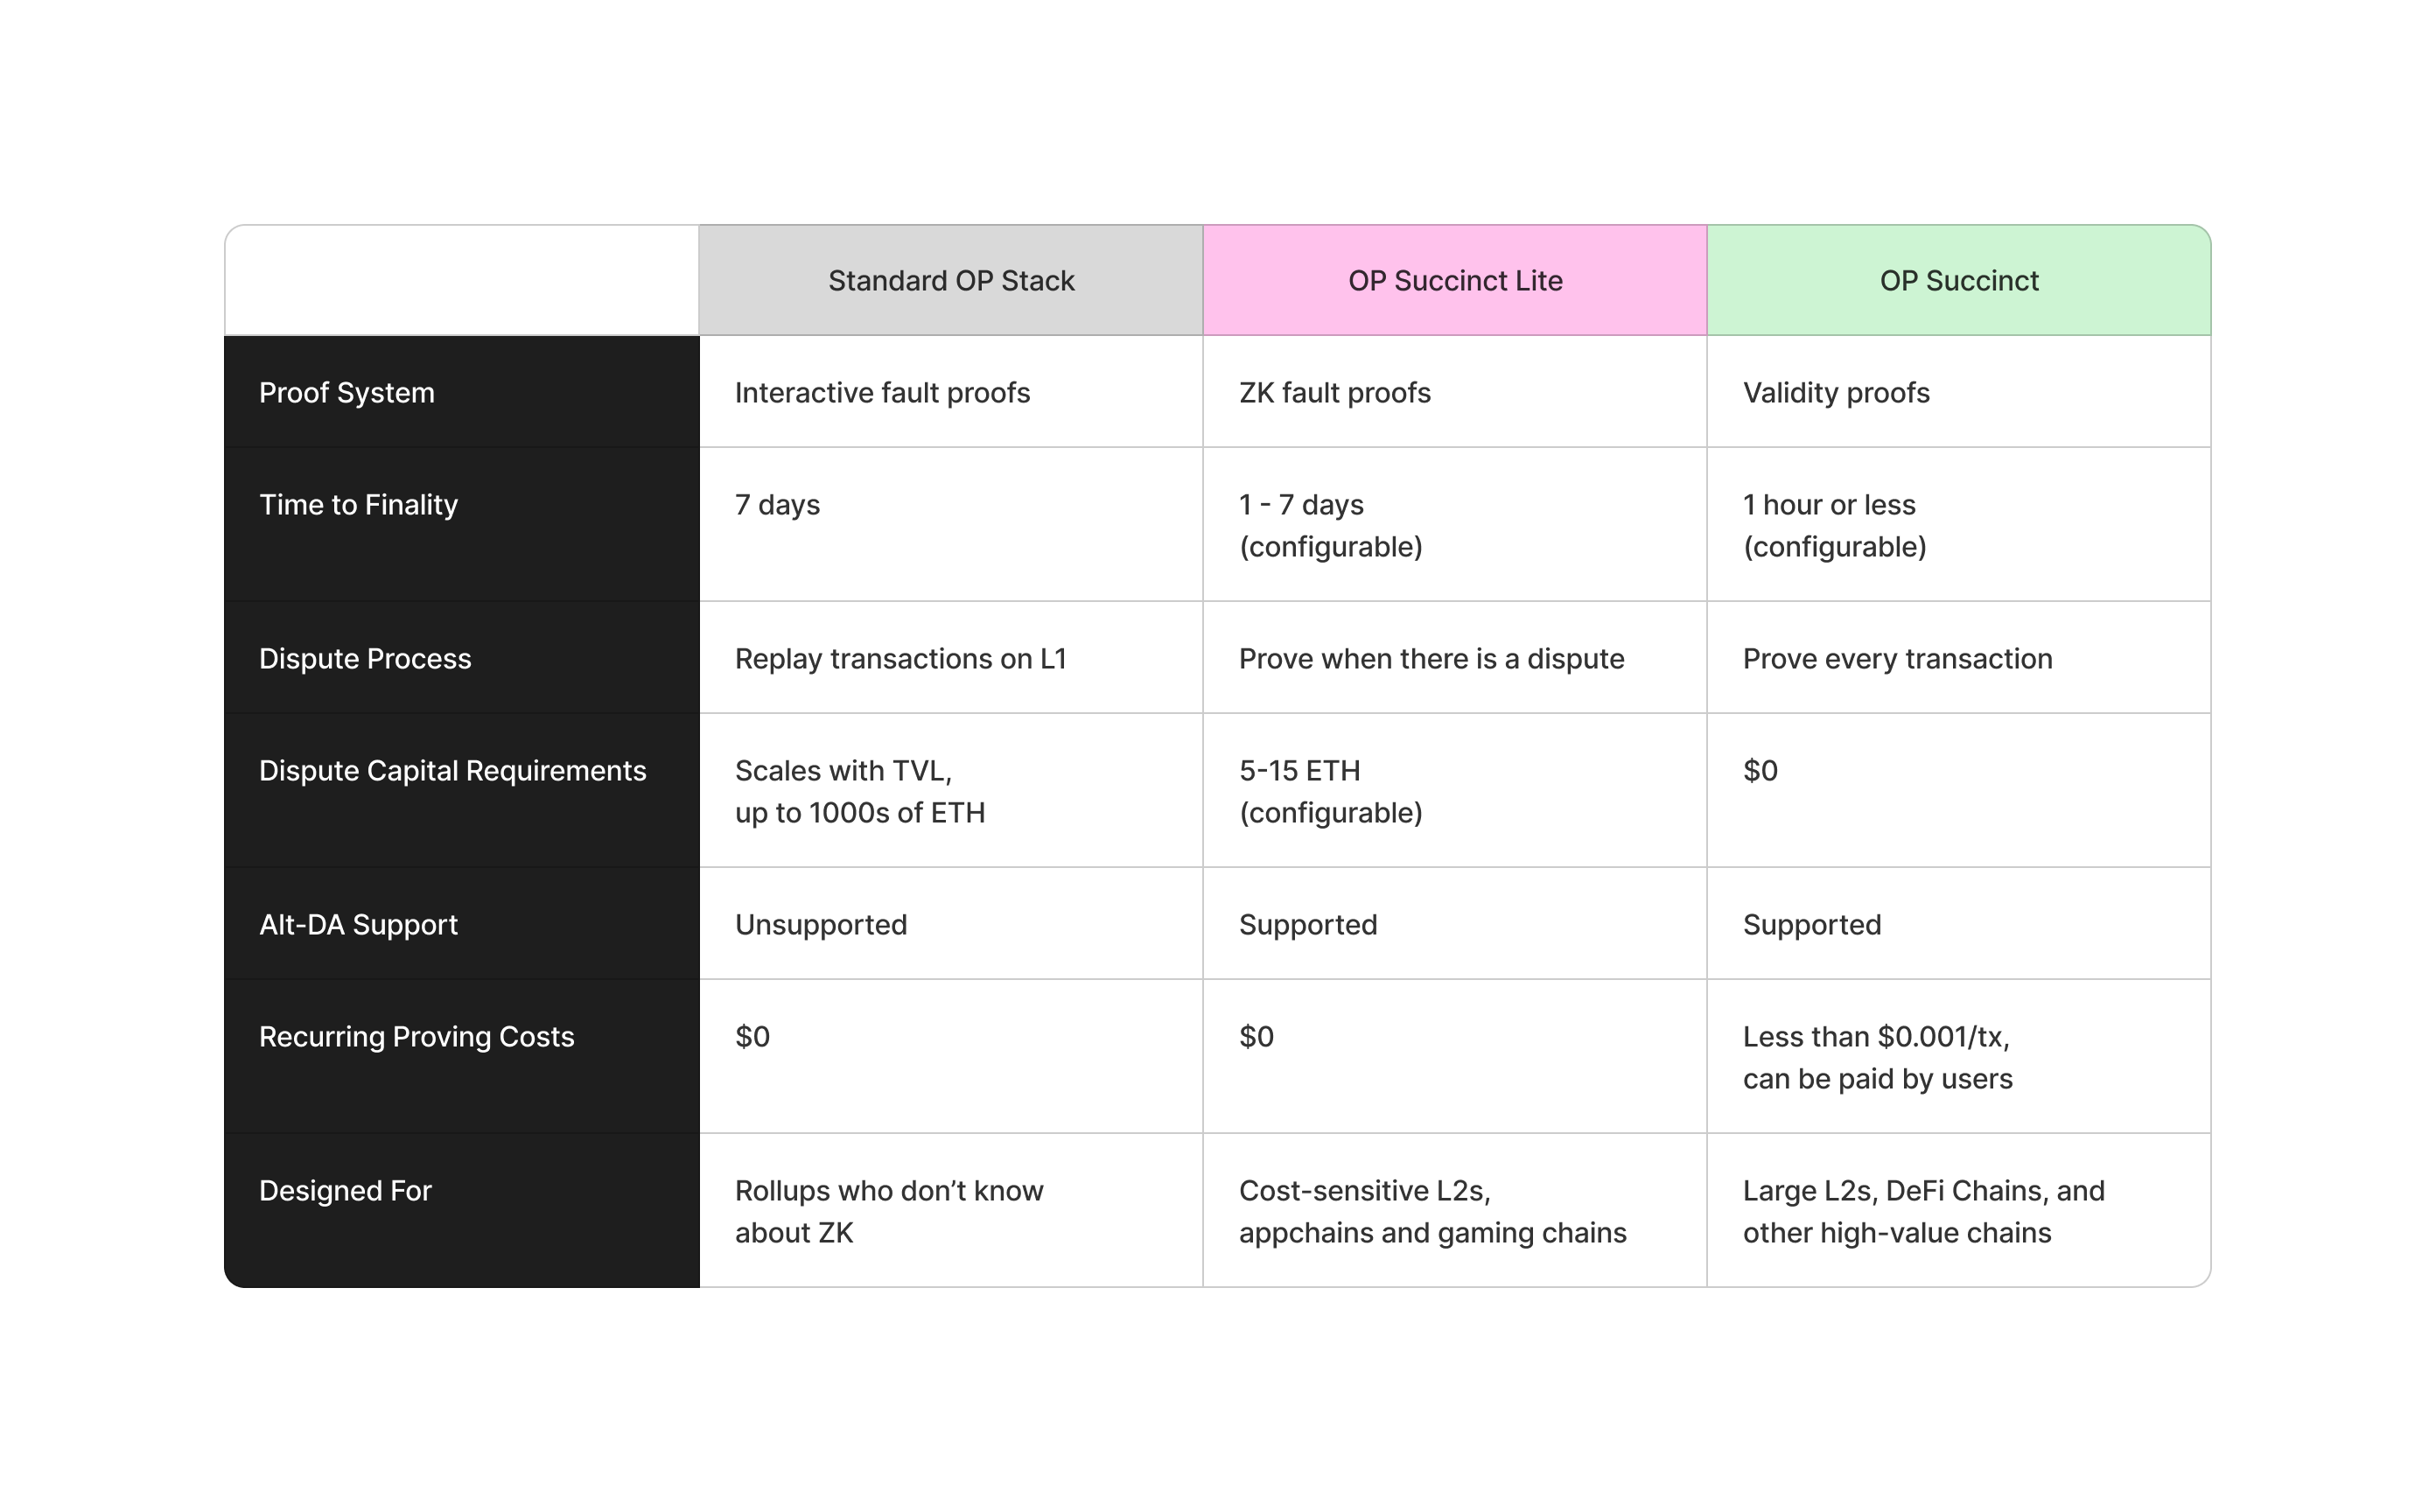 Standard OP Stack
OP Succinct Lite
OP Succinct
Proof System
Interactive fault proofs
ZK fault proofs
Validity proofs
Time to Finality
7 days
1 - 7 days
(configurable)
1 hour or less
(configurable)
Dispute Process
Replay transactions on L1
Prove when there is a dispute
Prove every transaction
Dispute Capital Requirements
Scales with TVL,
up to 1000s of ETH
5-15 ETH
(configurable)
$0
Alt-DA Support
Unsupported
Supported
Supported
Recurring Proving Costs
$0
$0
Less than $0.001/tx,
can be paid by users
Designed For
Rollups who don’t know
about ZK
Cost-sensitive L2s,
appchains and gaming chains
Large L2s, DeFi Chains, and
other high-value chains